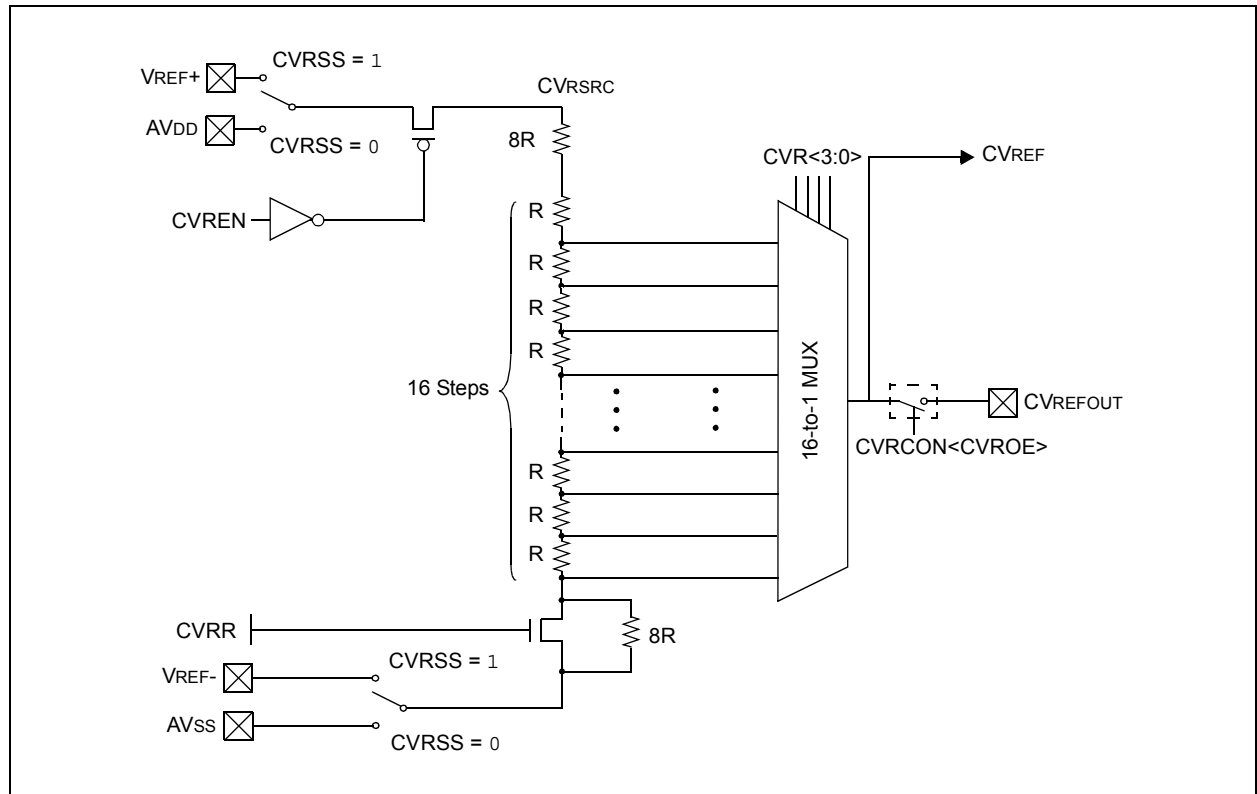 CVRSS = 1
VREF+
CVRSRC
AVDD
8R
CVRSS = 0
CVR<3:0>
CVREF
CVREN
R
R
R
R
16 Steps
16-to-1 MUX
CVREFOUT
CVRCON<CVROE>
R
R
R
CVRR
8R
CVRSS = 1
VREF-
AVSS
CVRSS = 0